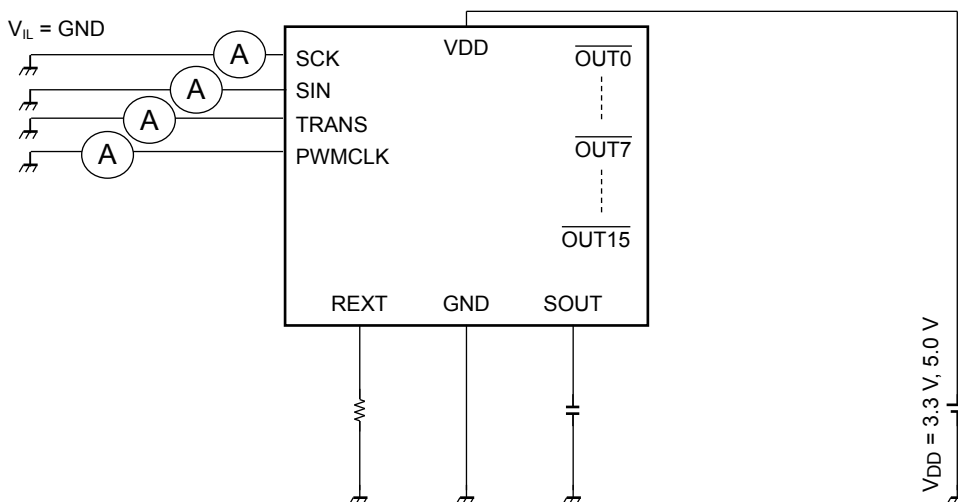 V_IL = GND
A
SCK
VDD
OUT0
A
SIN
A
TRANS
A
PWMCLK
OUT7
OUT15
REXT
GND
SOUT
VDD = 3.3 V, 5.0 V